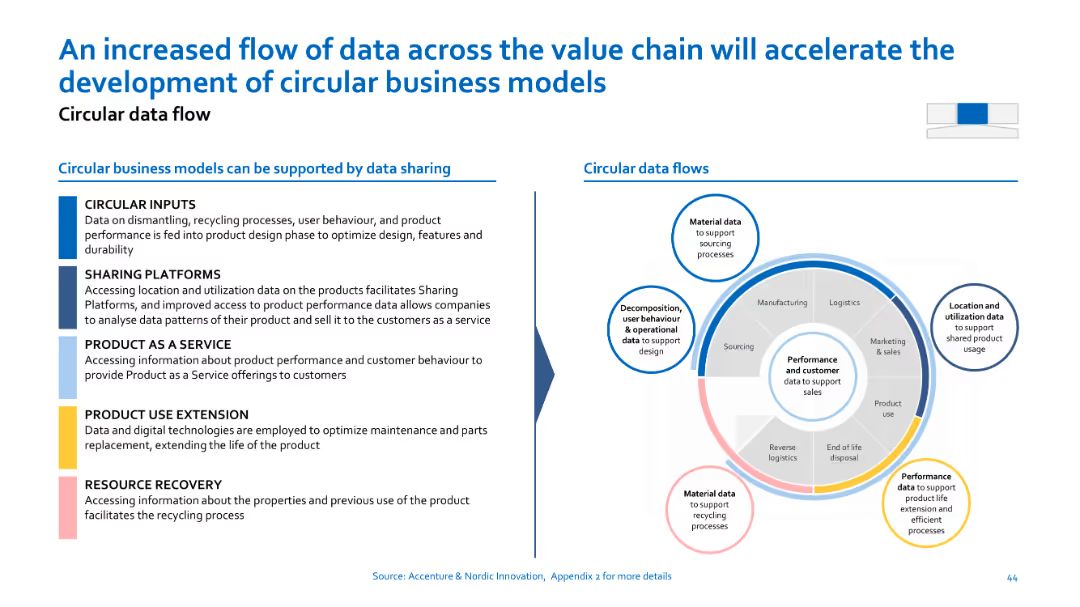 An increased flow of data across the value chain will accelerate the
development of circular business models
Circular data flow
Circular business models can be supported by data sharing
CIRCULAR INPUTS
Data on dismantling, recycling processes, user behaviour, and product
performance is fed into product design phase to optimize design, features and
durability
SHARING PLATFORMS
Accessing location and utilization data on the products facilitates Sharing
Platforms, and improved access to product performance data allows companies
to analyse data patterns of their product and sell it to the customers as a service
PRODUCT AS A SERVICE
Accessing information about product performance and customer behaviour to
provide Product as a Service offerings to customers
PRODUCT USE EXTENSION
Data and digital technologies are employed to optimize maintenance and parts
replacement, extending the life of the product
RESOURCE RECOVERY
Accessing information about the properties and previous use of the product
facilitates the recycling process
Circular data flows
Material data
to support
sourcing
processes
Decomposition,
user behaviour
& operational
data to support
design
Manufacturing
Logistics
Sourcing
Marketing
& sales
Product
use
End of life
disposal
Reverse
logistics
Performance
and customer
data to support
sales
Location and
utilization data
to support
shared product
usage
Material data
to support
recycling
processes
Performance
data to support
product life
extension and
efficient
processes
Source: Accenture & Nordic Innovation, Appendix 2 for more details
44